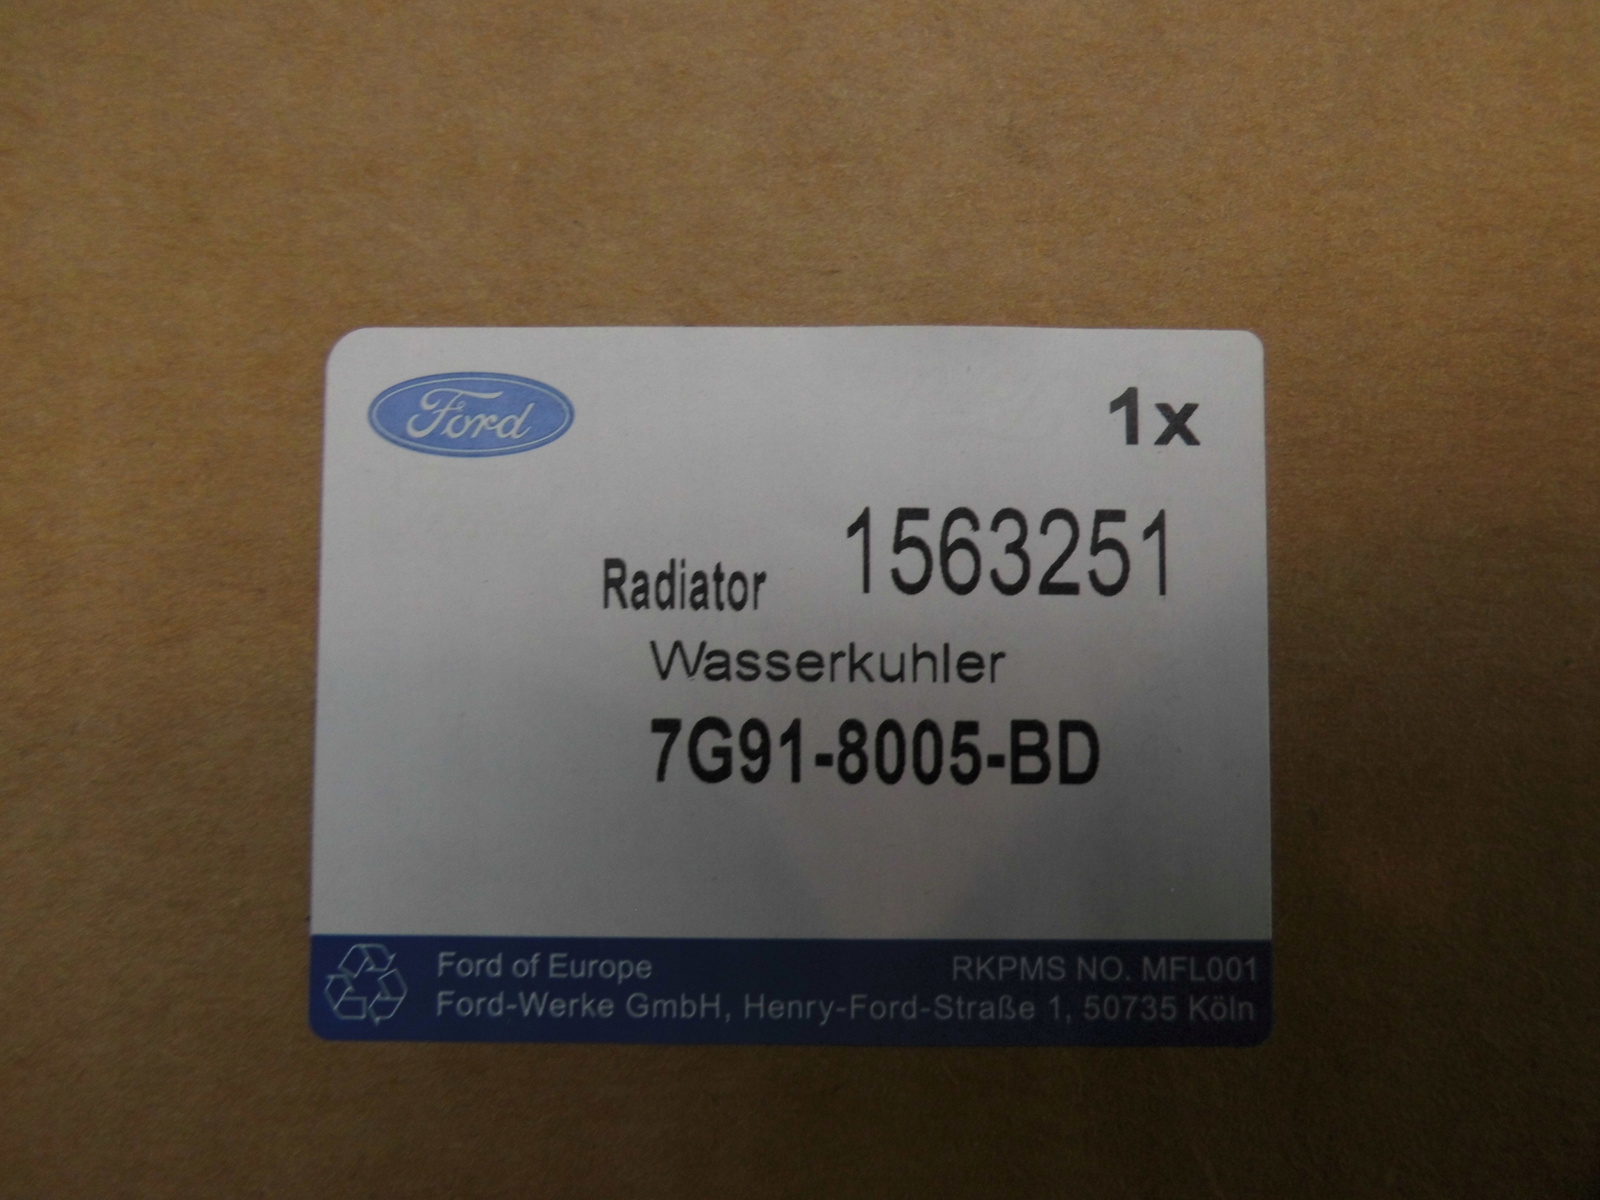 Ford
1x
1563251
Radiator
Wasserkuhler
7G91-8005-BD
Ford of Europe
RKPMS NO. MFL001
Ford-Werke GmbH, Henry-Ford-Straße 1, 50735 Köln